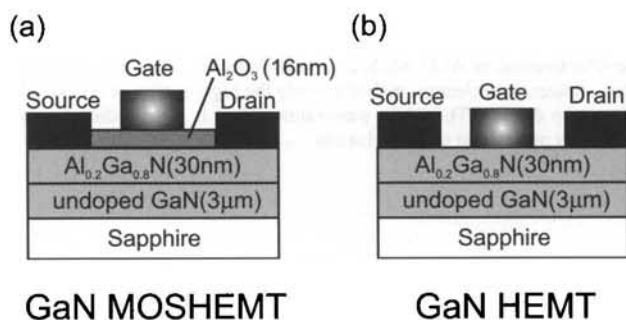 (a)
Al₂O₃ (16nm)
Gate
Source
Drain
Al₀.₂Ga₀.₈N(30nm)
undoped GaN(3μm)
Sapphire
GaN MOSHEMT
(b)
Gate
Source
Drain
Al₀.₂Ga₀.₈N(30nm)
undoped GaN(3μm)
Sapphire
GaN HEMT